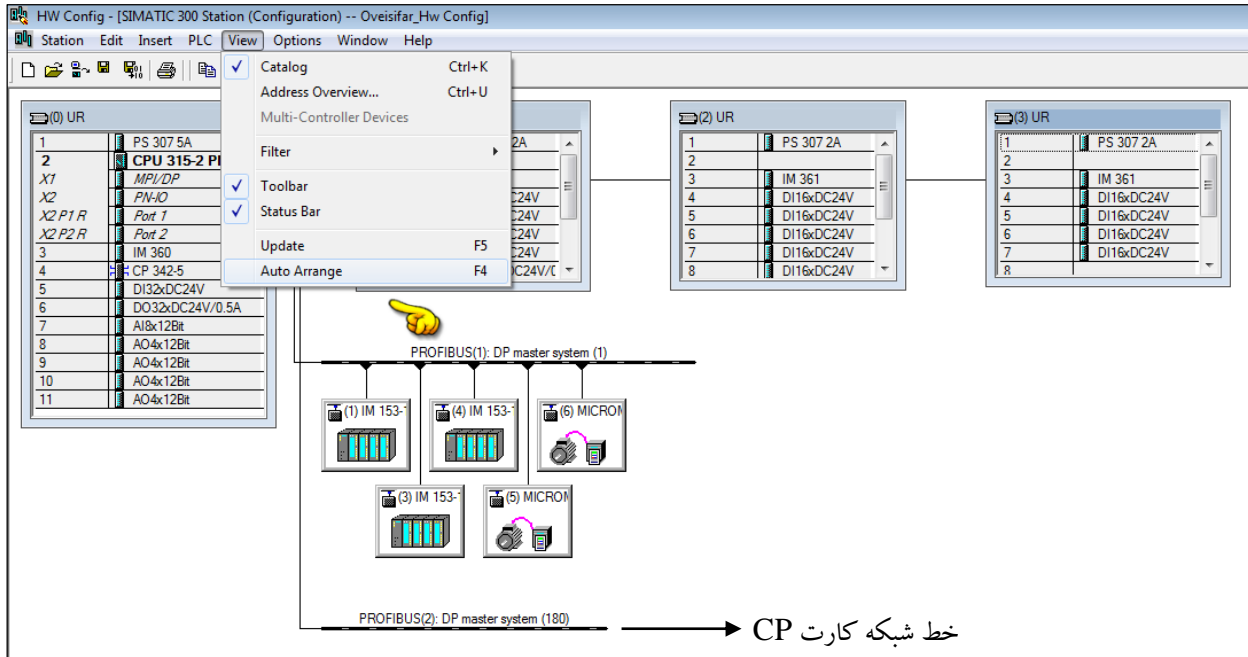 HW Config - [SIMATIC 300 Station (Configuration) -- Oveisifar_Hw Config]
Station Edit Insert PLC View Options Window Help
Catalog Ctrl+K
Address Overview... Ctrl+U
Multi-Controller Devices
Filter
Toolbar
Status Bar
Update F5
Auto Arrange F4
(0) UR
1 PS 307 5A
2 CPU 315-2 P
X1 MPI/DP
X2 PN-IO
X2 P1 R Port 1
X2 P2 R Port 2
3 IM 360
4 CP 342-5
5 DI32xDC24V
6 DO32xDC24V/0.5A
7 AI8x12Bit
8 AO4x12Bit
9 AO4x12Bit
10 AO4x12Bit
11 AO4x12Bit
2A
C24V
C24V
C24V
C24V
DC24V/
(2) UR
1 PS 307 2A
2
3 IM 361
4 DI16xDC24V
5 DI16xDC24V
6 DI16xDC24V
7 DI16xDC24V
8 DI16xDC24V
(3) UR
1 PS 307 2A
2
3 IM 361
4 DI16xDC24V
5 DI16xDC24V
6 DI16xDC24V
7 DI16xDC24V
8
PROFIBUS(1): DP master system (1)
(1) IM 153-
(4) IM 153-
(6) MICROM
(3) IM 153-
(5) MICROM
PROFIBUS(2): DP master system (180)
خط شبکه کارت CP